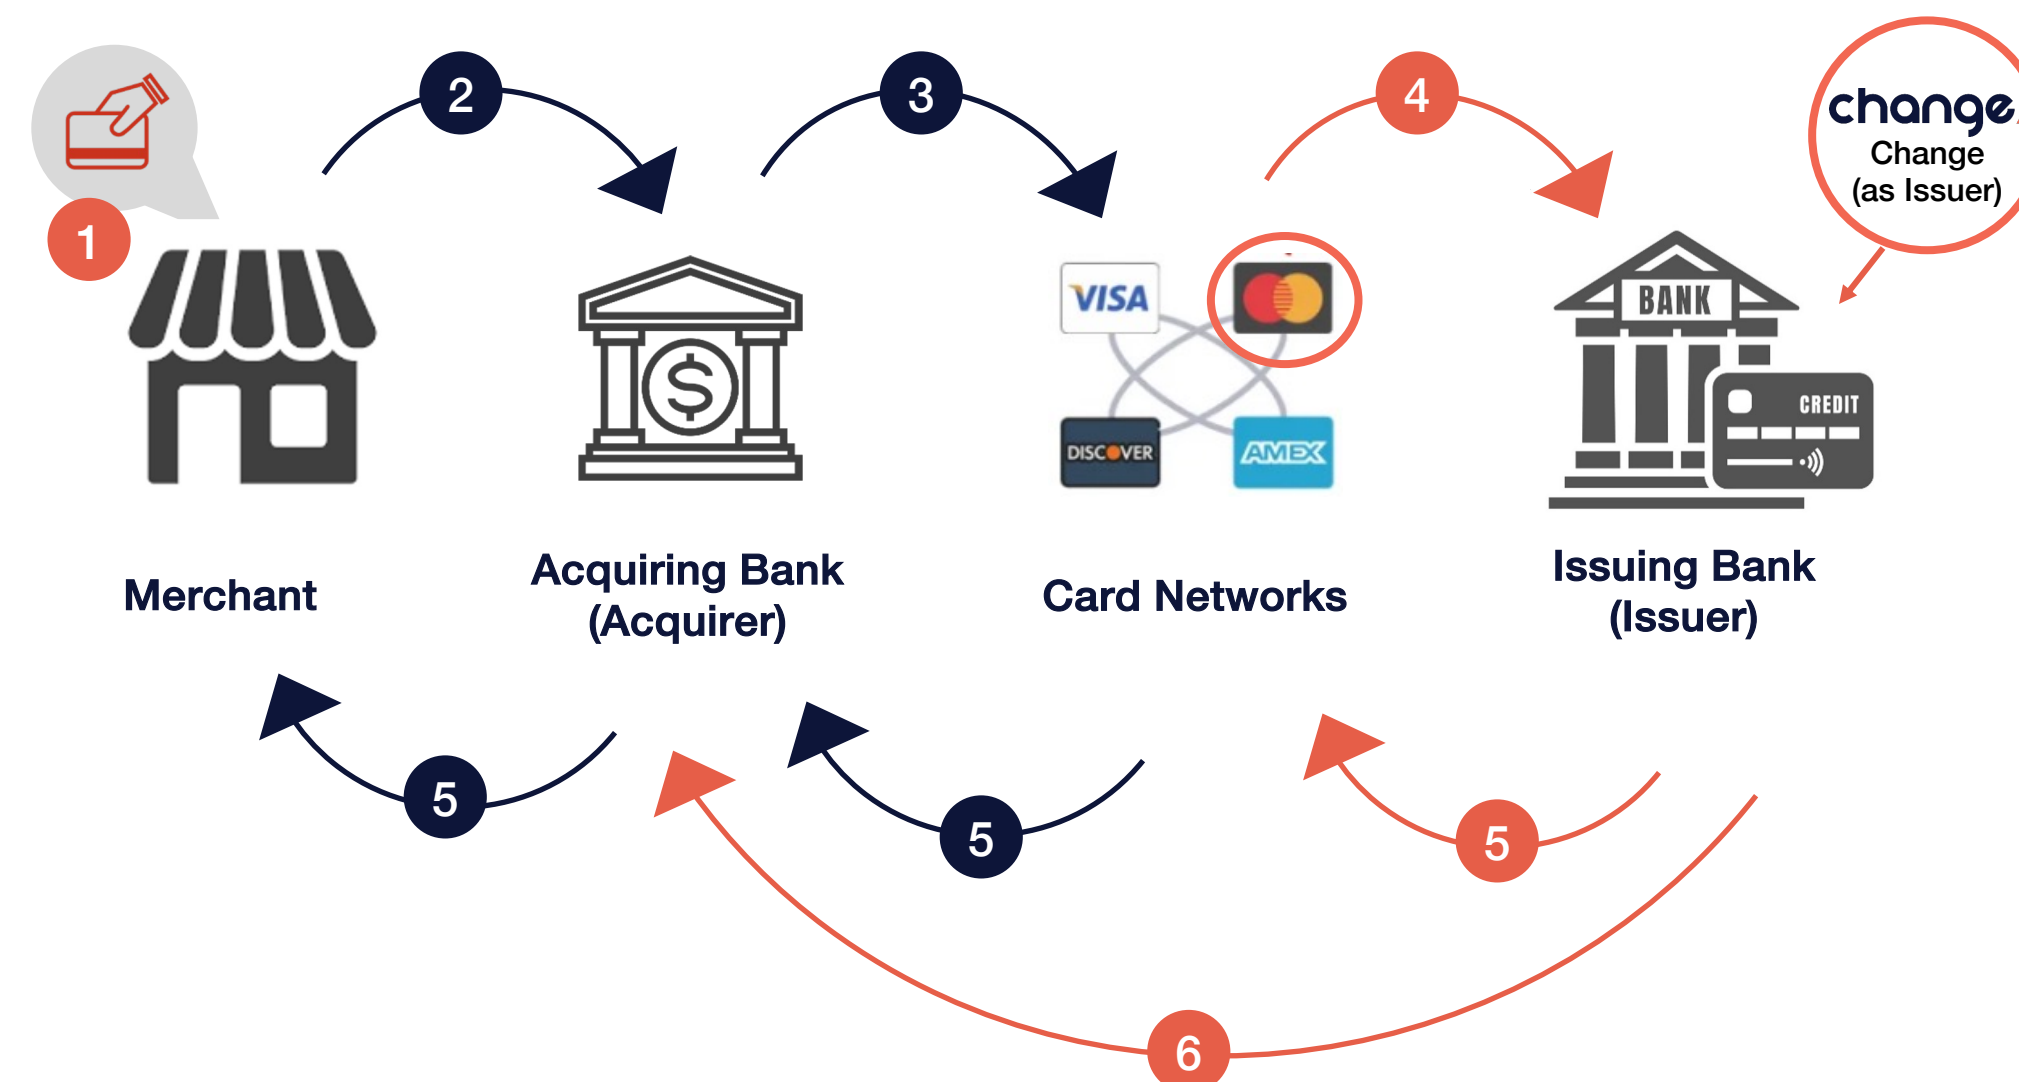 2
3
4
change
Change
(as Issuer)
1
VISA
BANK
CREDIT
DISCOVER
AMEX
Merchant
Acquiring Bank
(Acquirer)
Card Networks
Issuing Bank
(Issuer)
5
5
5
6